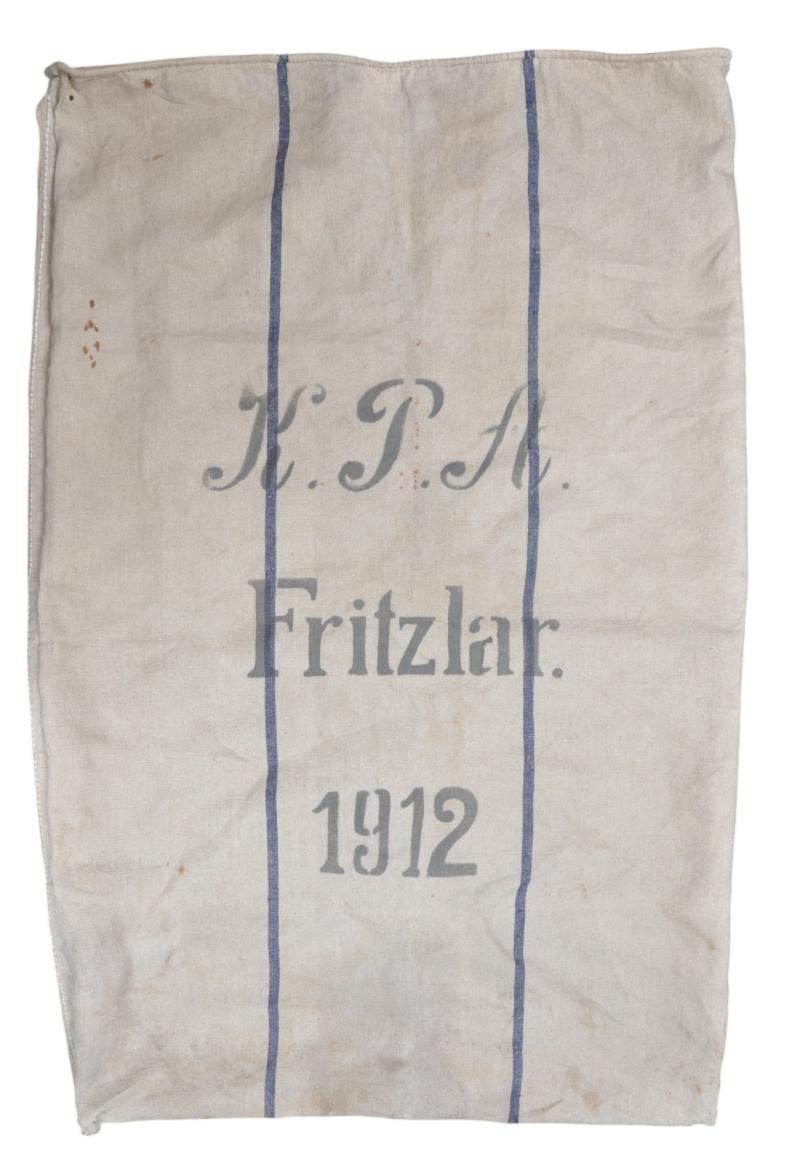 K. P. A.
Fritzlar.
1912